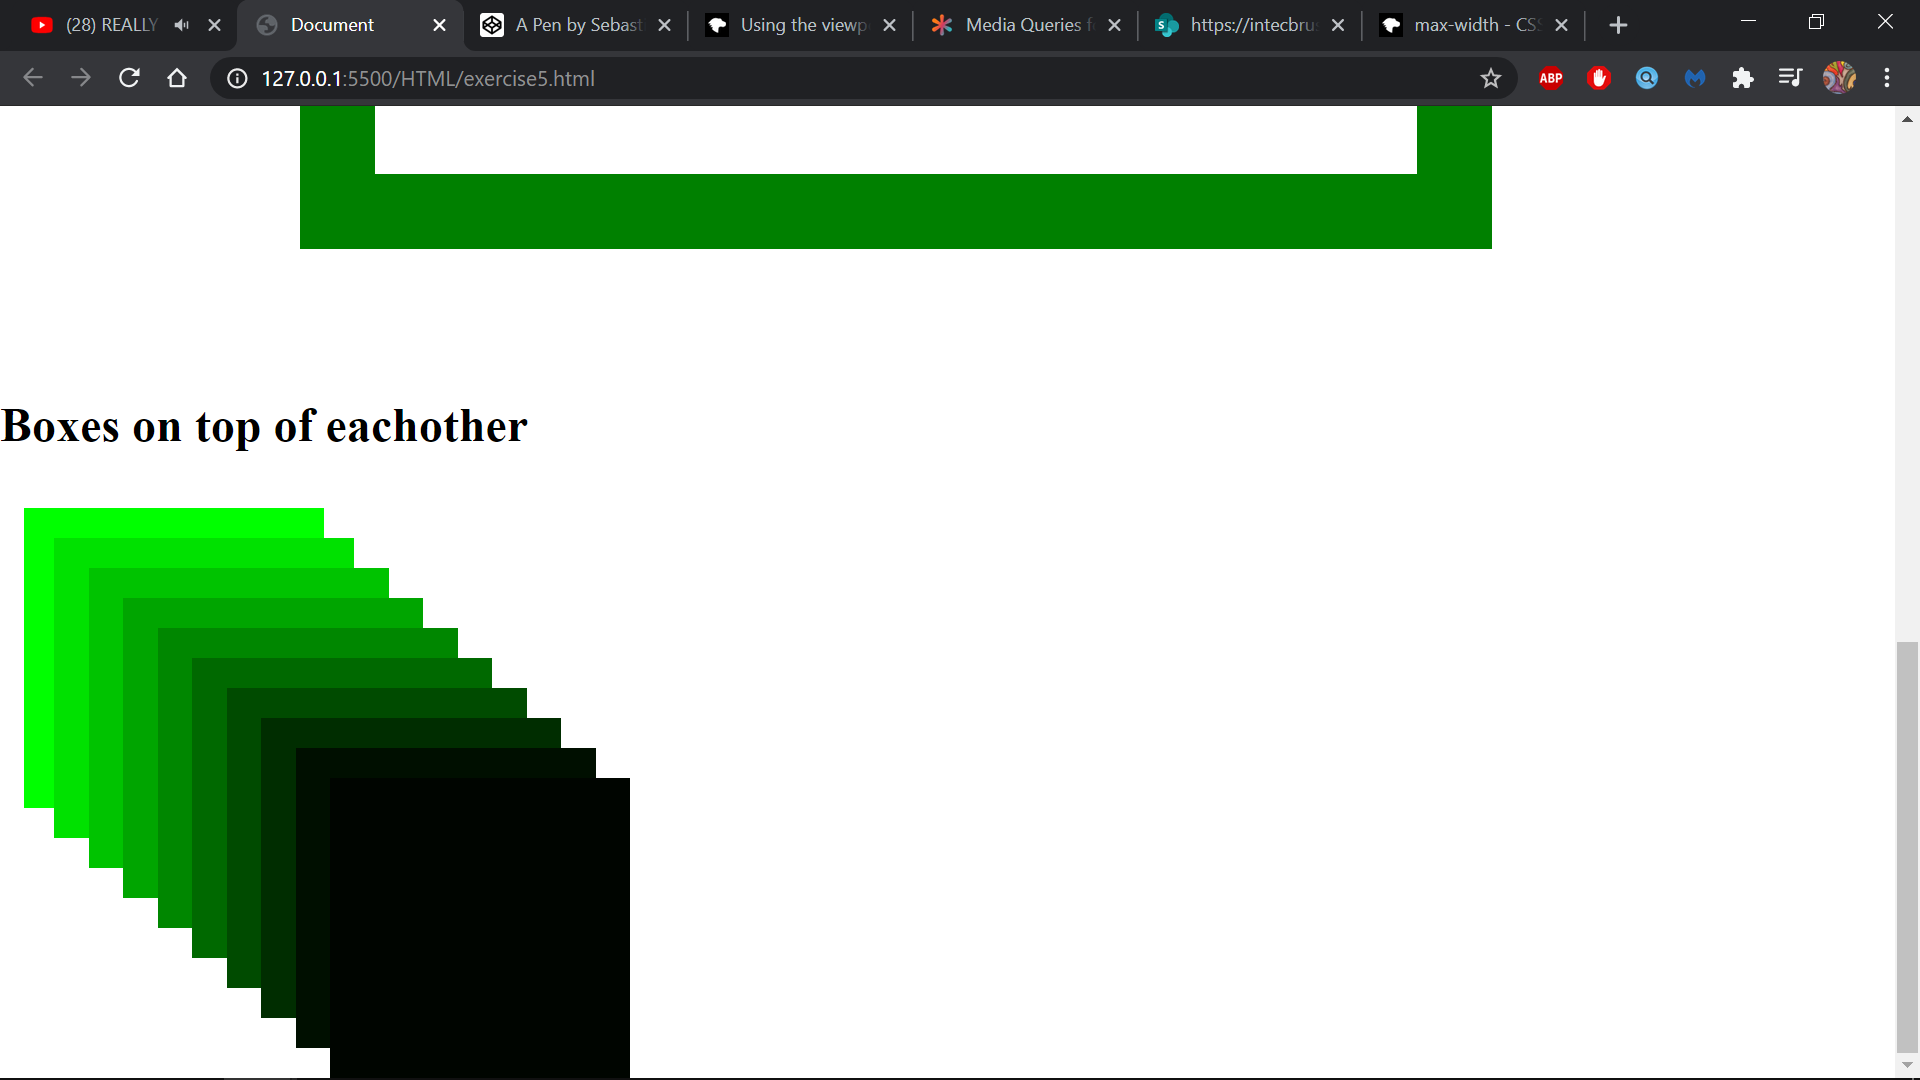 (28) REALLY
Document
A Pen by Sebast
Using the viewp
Media Queries f
https://intecbru
max-width - CS
127.0.0.1:5500/HTML/exercise5.html
ABP
Boxes on top of eachother